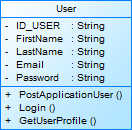 User
- ID_USER : String
- FirstName : String
- LastName : String
- Email : String
- Password : String
+ PostApplicationUser ()
+ Login ()
+ GetUserProfile ()